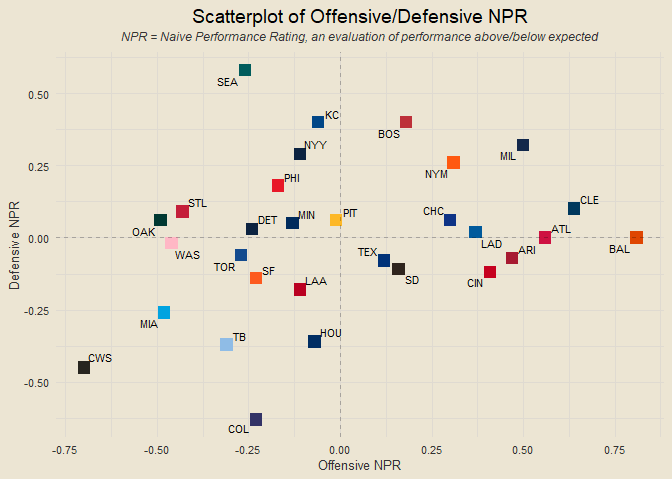 Scatterplot of Offensive/Defensive NPR
NPR = Naive Performance Rating, an evaluation of performance above/below expected
SEA
KC
BOS
NYY
MIL
NYM
PHI
CLE
STL
OAK
DET
MIN
PIT
CHC
LAD
ATL
BAL
WAS
TOR
SF
LAA
TEX
SD
CIN
ARI
MIA
TB
HOU
CWS
COL
0.50
0.25
0.00
-0.25
-0.50
Defensive NPR
-0.75
-0.50
-0.25
0.00
0.25
0.50
0.75
Offensive NPR